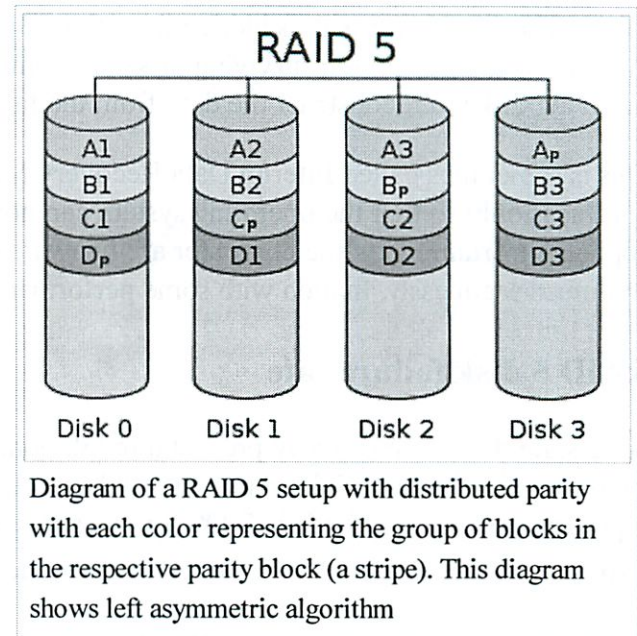 RAID 5
A1 A2 A3 Ap
B1 B2 Bp B3
C1 Cp C2 C3
Dp D1 D2 D3
Disk 0 Disk 1 Disk 2 Disk 3
Diagram of a RAID 5 setup with distributed parity
with each color representing the group of blocks in
the respective parity block (a stripe). This diagram
shows left asymmetric algorithm